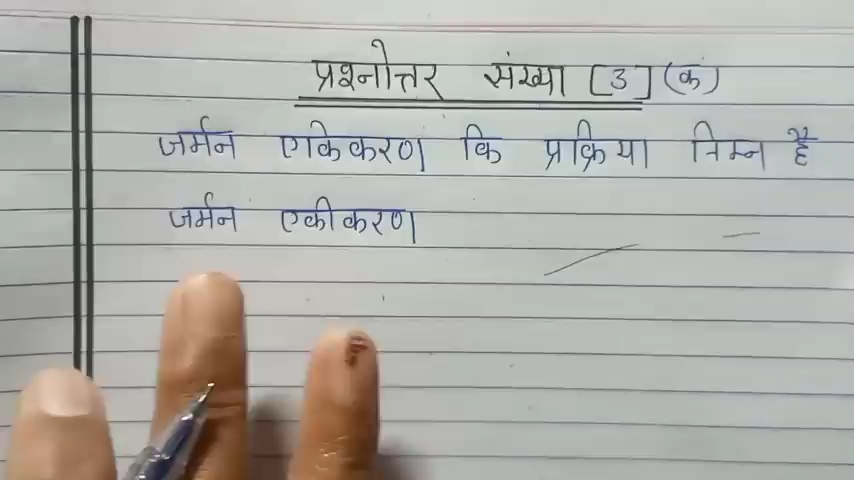 प्रश्नोत्तर संख्या [3] (क)
जर्मन एकिकरण कि प्रक्रिया निम्न है
जर्मन एकीकरण